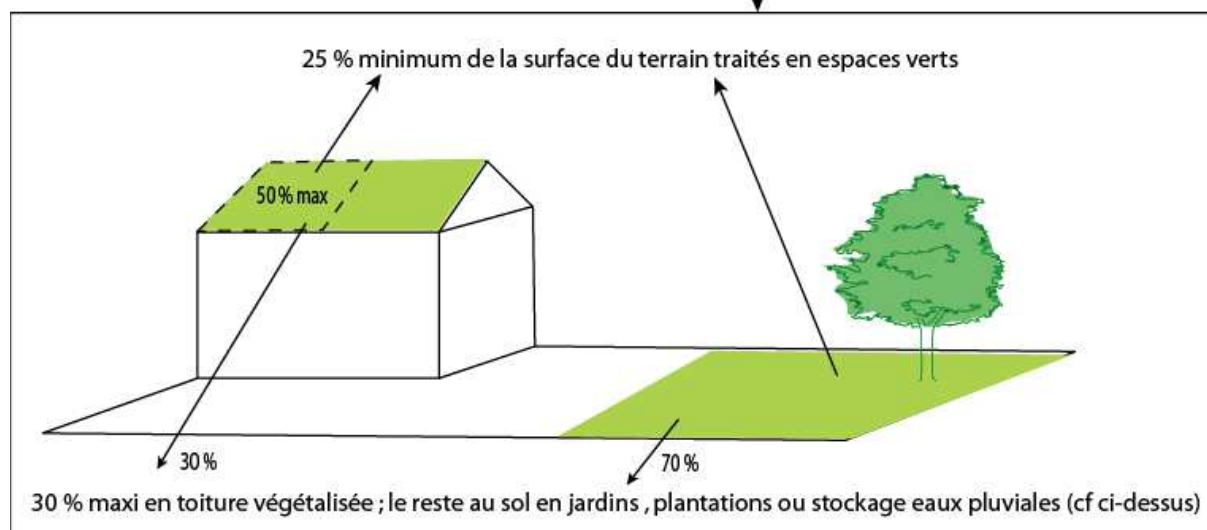 25 % minimum de la surface du terrain traités en espaces verts
50% max
30 %
70 %
30 % maxi en toiture végétalisée ; le reste au sol en jardins , plantations ou stockage eaux pluviales (cf ci-dessus)